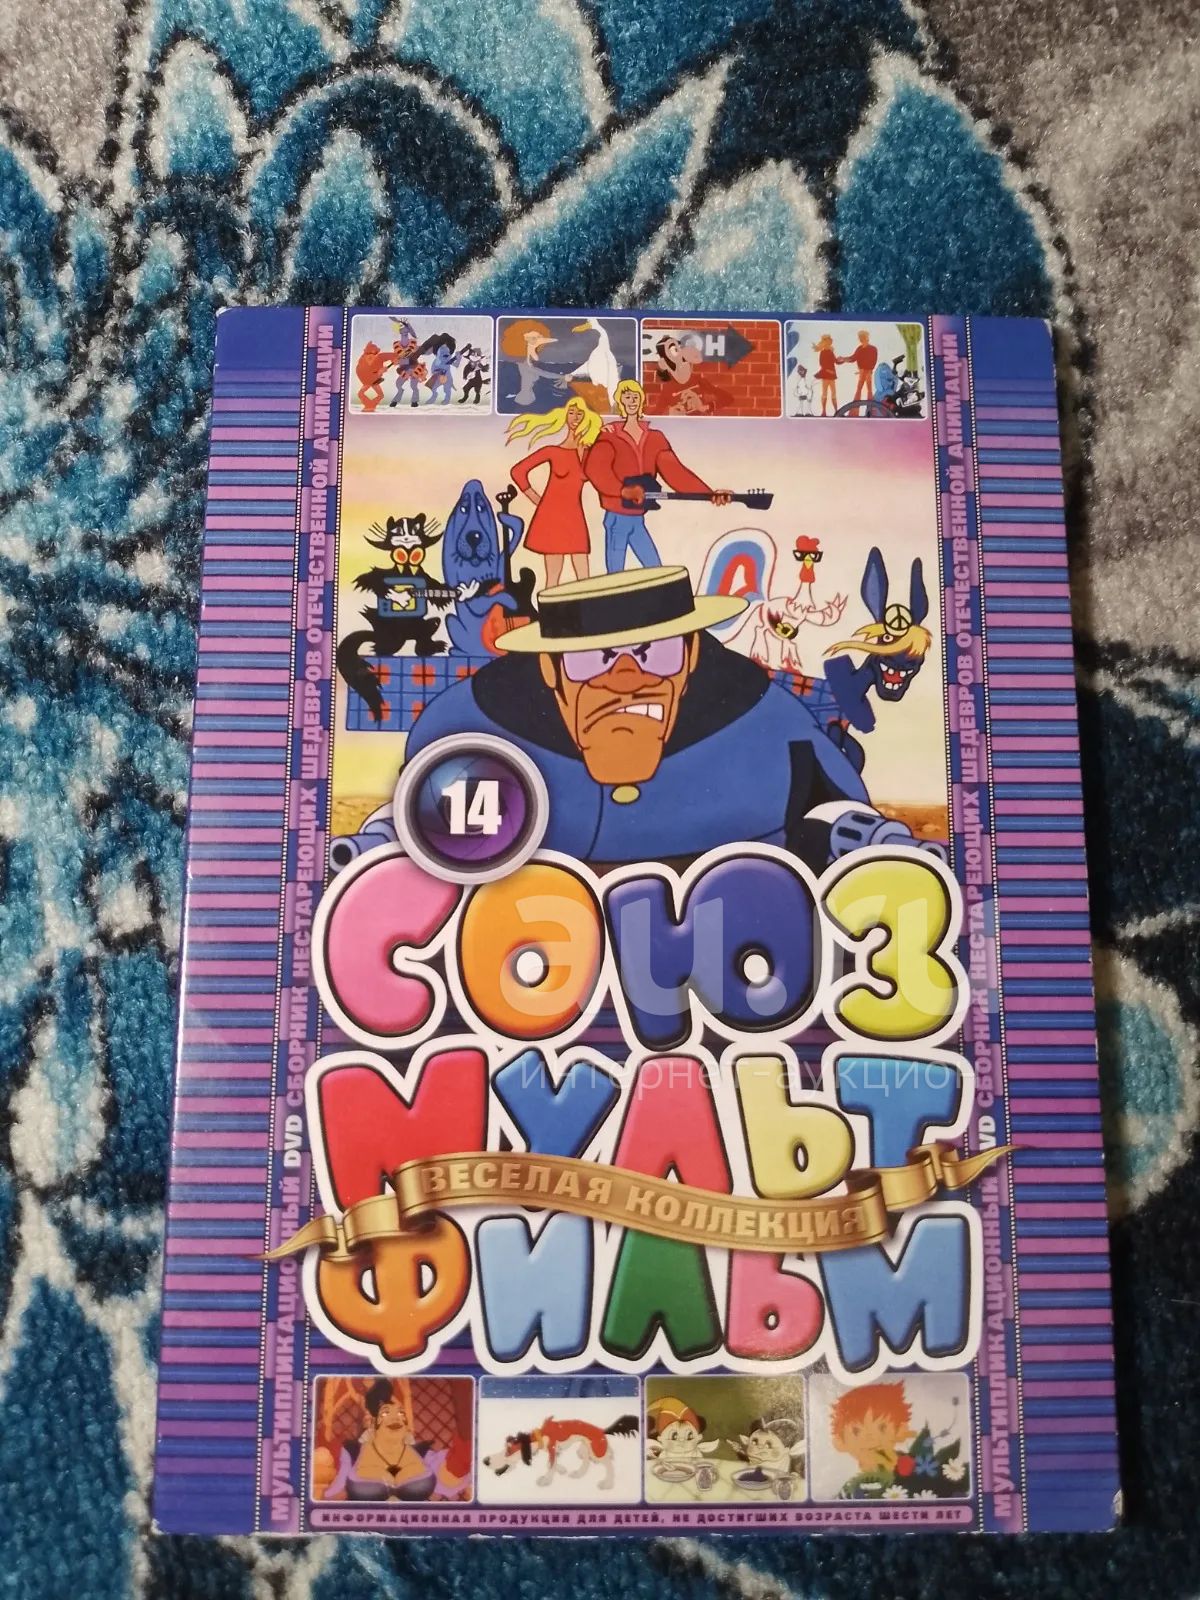 С ОН
14
СОЮЗ
МУЛЬТ
ВЕСЕЛАЯ КОЛЛЕКЦИЯ
ФИЛЬМ
МУЛЬТИПЛИКАЦИОННЫЙ DVD СБОРНИК НЕСТАРЕЮЩИХ ШЕДЕВРОВ ОТЕЧЕСТВЕННОЙ АНИМАЦИИ
МУЛЬТИПЛИКАЦИОННЫЙ DVD СБОРНИК НЕСТАРЕЮЩИХ ШЕДЕВРОВ ОТЕЧЕСТВЕННОЙ АНИМАЦИИ
ИНФОРМАЦИОННАЯ ПРОДУКЦИЯ ДЛЯ ДЕТЕЙ, НЕ ДОСТИГШИХ ВОЗРАСТА ШЕСТИ ЛЕТ
au.ru
интернет-аукцион